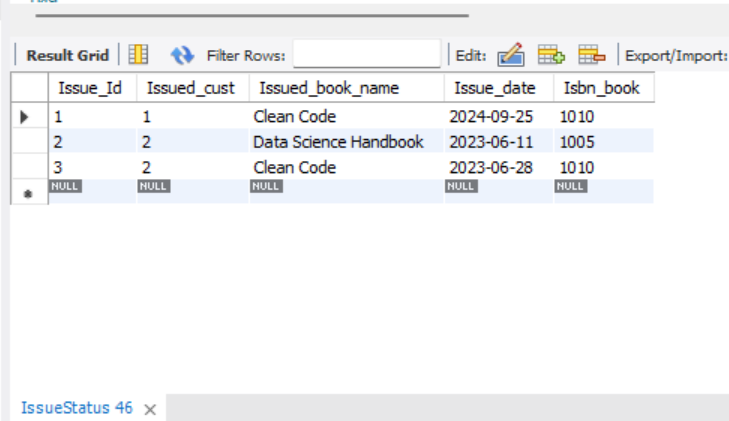 Result Grid Filter Rows: Edit: Export/Import:
Issue_Id Issued_cust Issued_book_name Issue_date Isbn_book
1 1 Clean Code 2024-09-25 1010
2 2 Data Science Handbook 2023-06-11 1005
3 2 Clean Code 2023-06-28 1010
NULL NULL NULL NULL NULL
IssueStatus 46